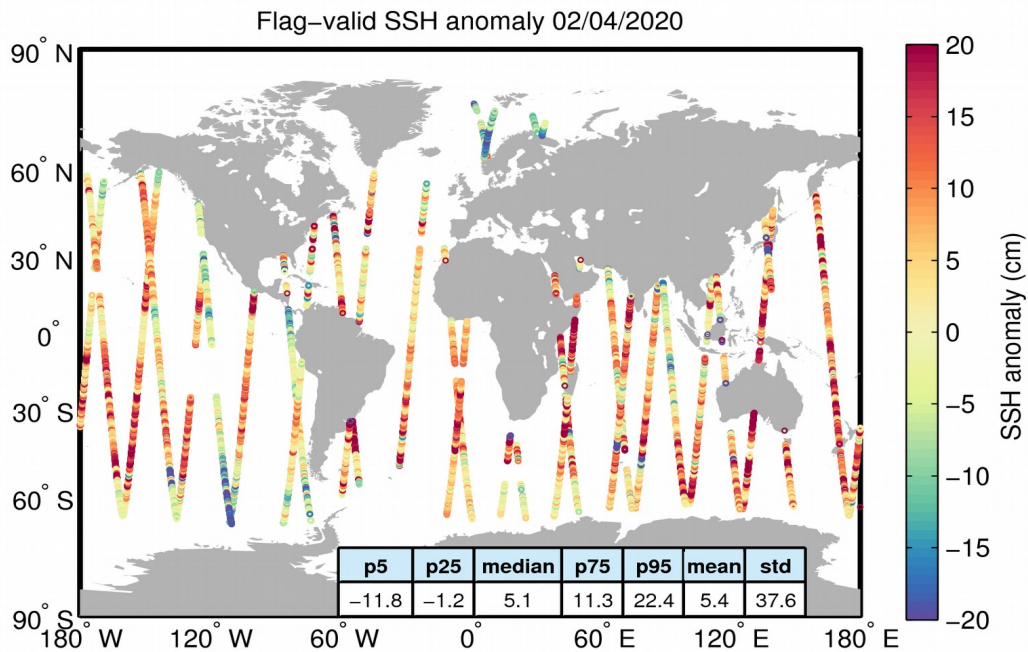 Flag−valid SSH anomaly 02/04/2020
90° N
60° N
30° N
0°
30° S
60° S
90° S
180° W
120° W
60° W
0°
60° E
120° E
180° E
p5 p25 median p75 p95 mean std
−11.8 −1.2 5.1 11.3 22.4 5.4 37.6
20
15
10
5
0
−5
−10
−15
−20
SSH anomaly (cm)